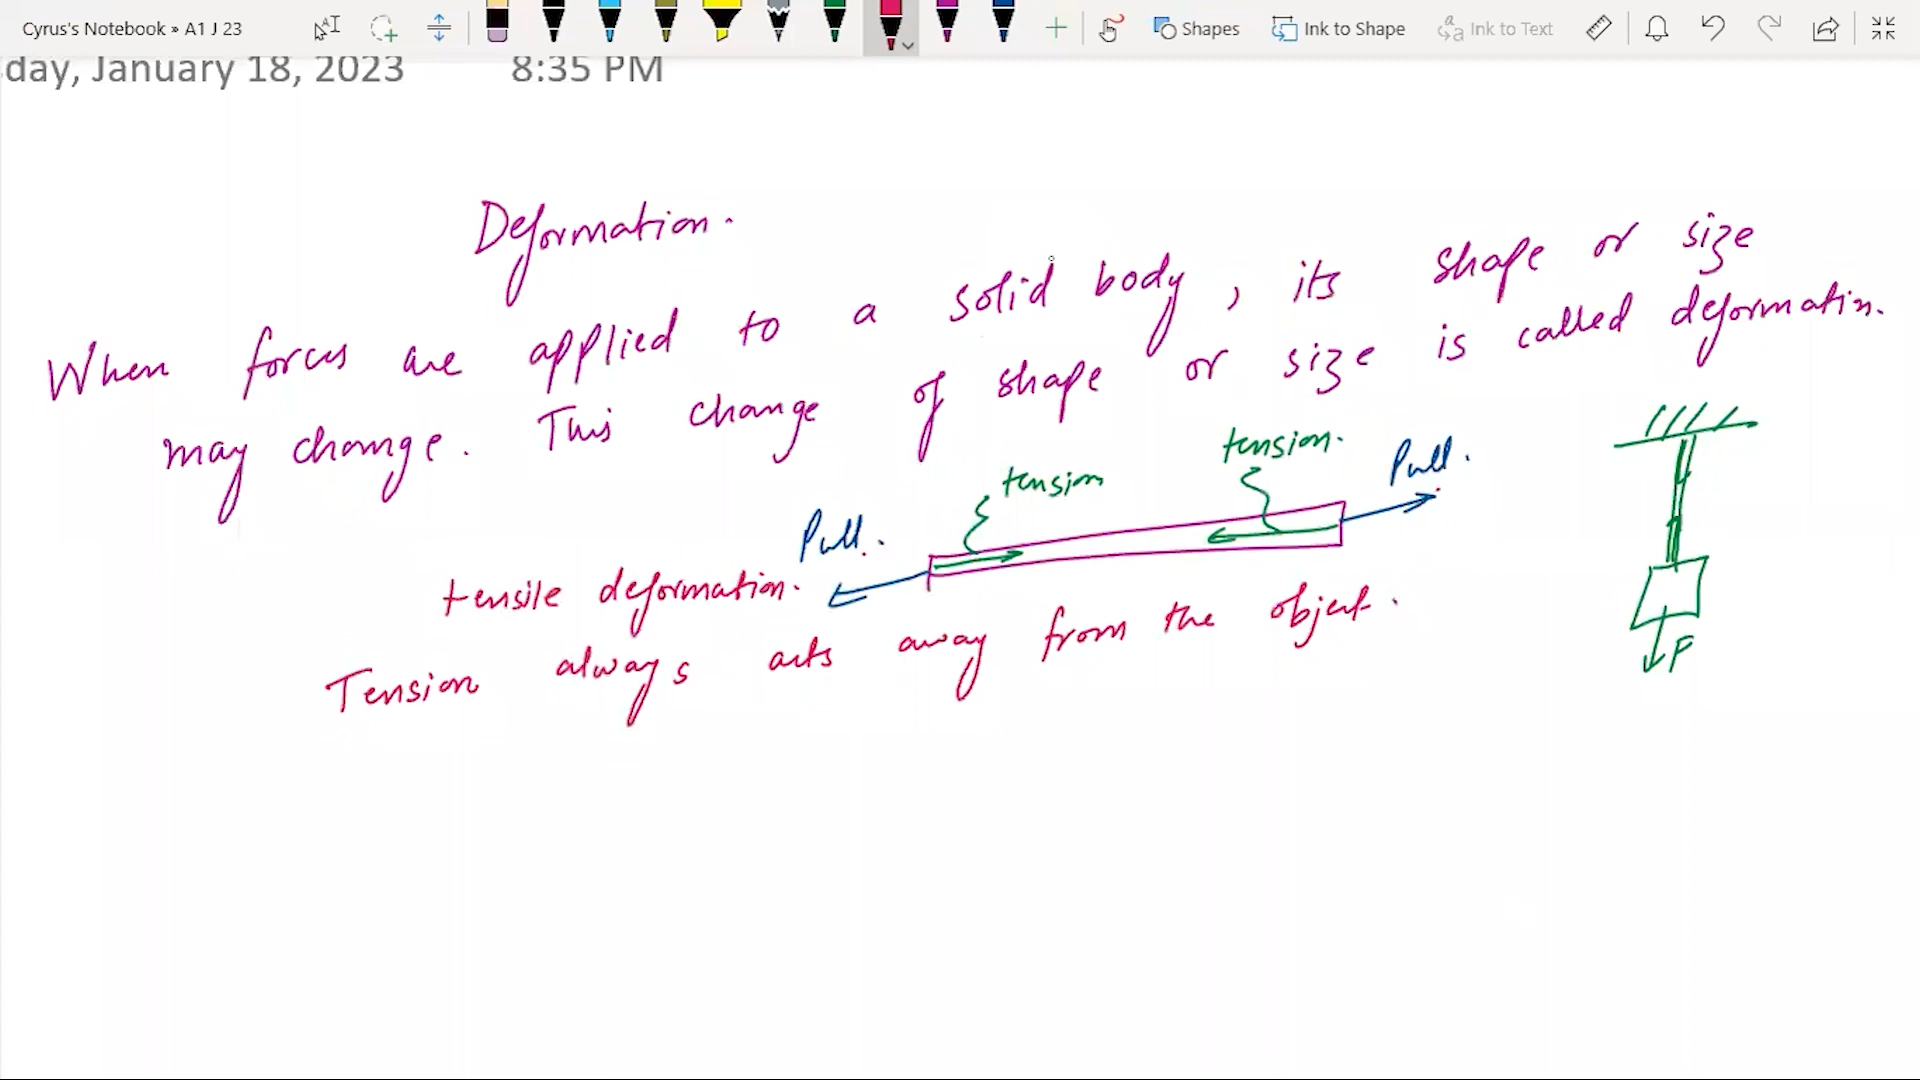 Cyrus's Notebook » A1 J 23
Shapes
Ink to Shape
Ink to Text
day, January 18, 2023 8:35 PM
Deformation.
When forces are applied to a solid body, its shape or size
may change. This change of shape or size is called deformatin.
tension
tension.
Pull.
Pull.
tensile deformation.
Tension always acts away from the object.
F